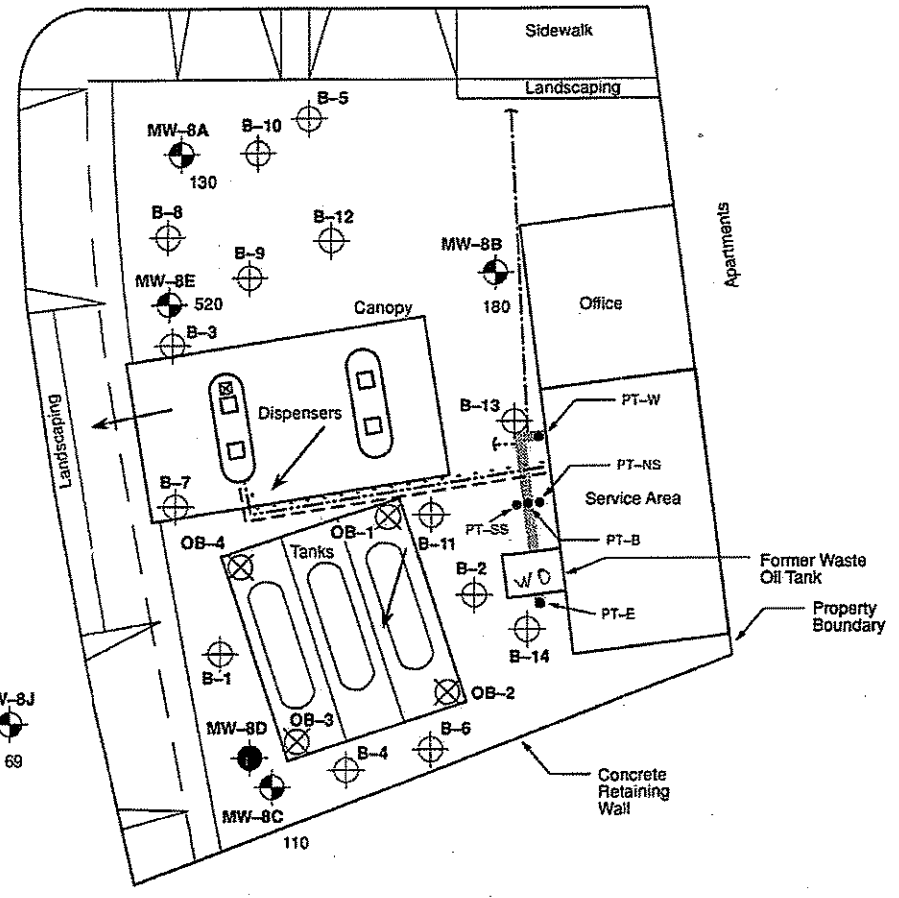 Sidewalk
Landscaping
B-5
B-10
MW-8A
130
B-8
B-12
B-9
MW-8B
180
MW-8E
520
B-3
Canopy
Office
Apartments
Landscaping
Dispensers
B-13
PT-W
B-7
PT-NS
Service Area
PT-SS
PT-B
OB-4
Tanks
OB-1
B-11
B-2
WO
Former Waste
Oil Tank
PT-E
Property
Boundary
B-14
B-1
OB-2
W-8J
69
MW-8D
OB-3
B-6
B-4
MW-8C
110
Concrete
Retaining
Wall